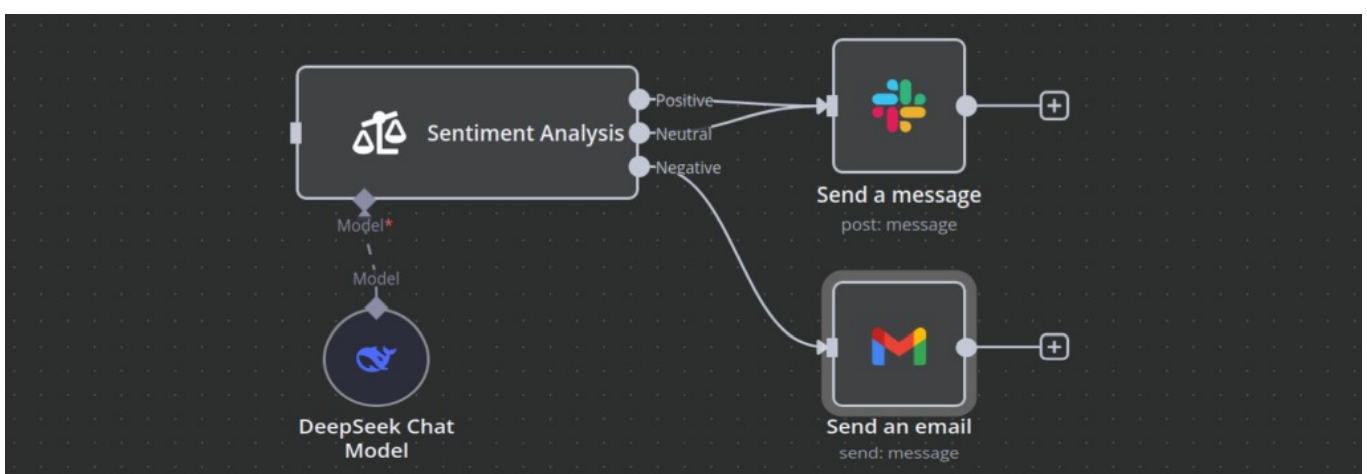 Positive
Sentiment Analysis
Neutral
Negative
Send a message
post: message
Model*
Model
DeepSeek Chat
Model
Send an email
send: message